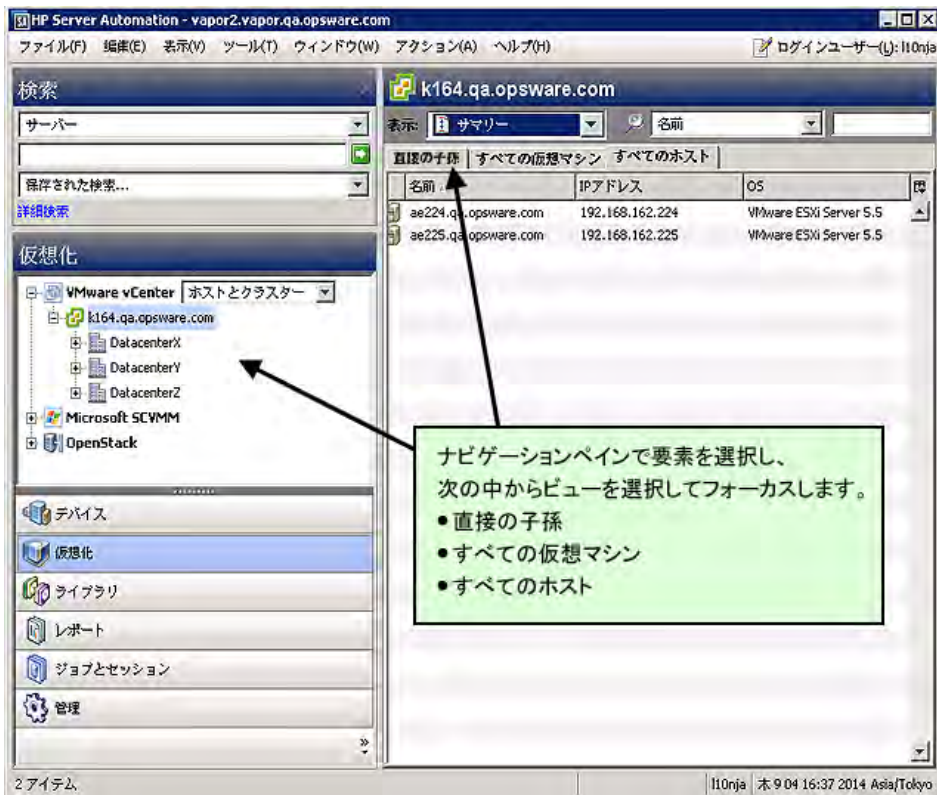 HP Server Automation - vapor2.vapor.qa.opsware.com
ファイル(F) 編集(E) 表示(V) ツール(T) ウィンドウ(W) アクション(A) ヘルプ(H) ログインユーザー(L): l10nja
検索
サーバー
保存された検索...
詳細検索
仮想化
VMware vCenter ホストとクラスター
k164.qa.opsware.com
DatacenterX
DatacenterY
DatacenterZ
Microsoft SCVMM
OpenStack
デバイス
仮想化
ライブラリ
レポート
ジョブとセッション
管理
k164.qa.opsware.com
表示: サマリー 名前
直接の子孫 すべての仮想マシン すべてのホスト
名前 IPアドレス OS
ae224.qa.opsware.com 192.168.162.224 VMware ESXi Server 5.5
ae225.qa.opsware.com 192.168.162.225 VMware ESXi Server 5.5
ナビゲーションペインで要素を選択し、
次の中からビューを選択してフォーカスします。
•直接の子孫
•すべての仮想マシン
•すべてのホスト
2 アイテム l10nja 木 9 04 16:37 2014 Asia/Tokyo